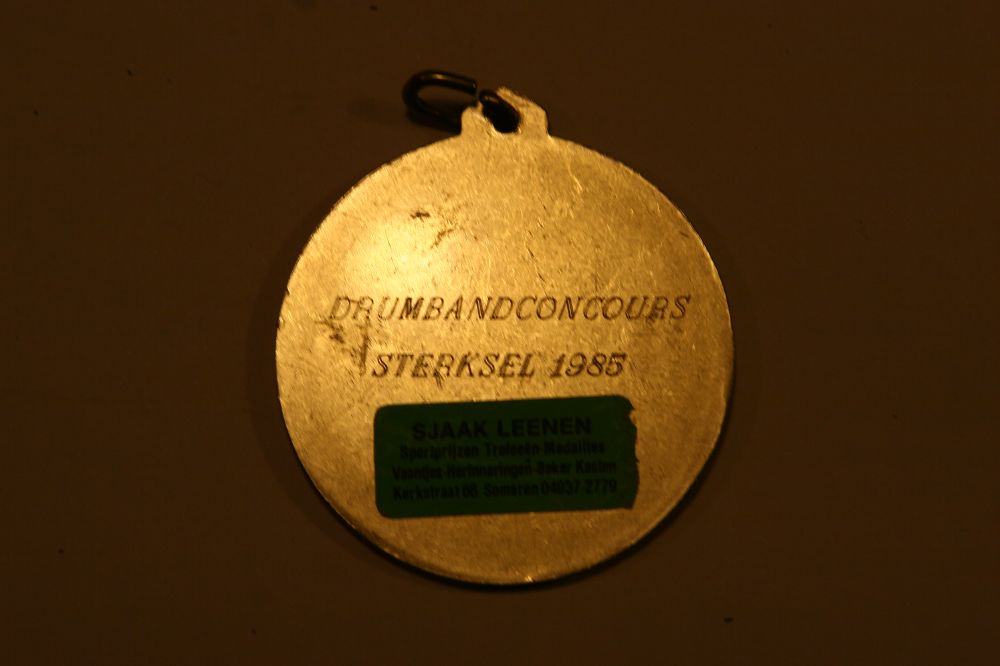 DRUMBANDCONCOURS
STERKSEL 1985
SJAAK LEENEN
Sportprijzen Trofeeën-Medailles
Vaantjes-Herinneringen-Beker Kasten
Kerkstraat 66 Someren 04937-2779